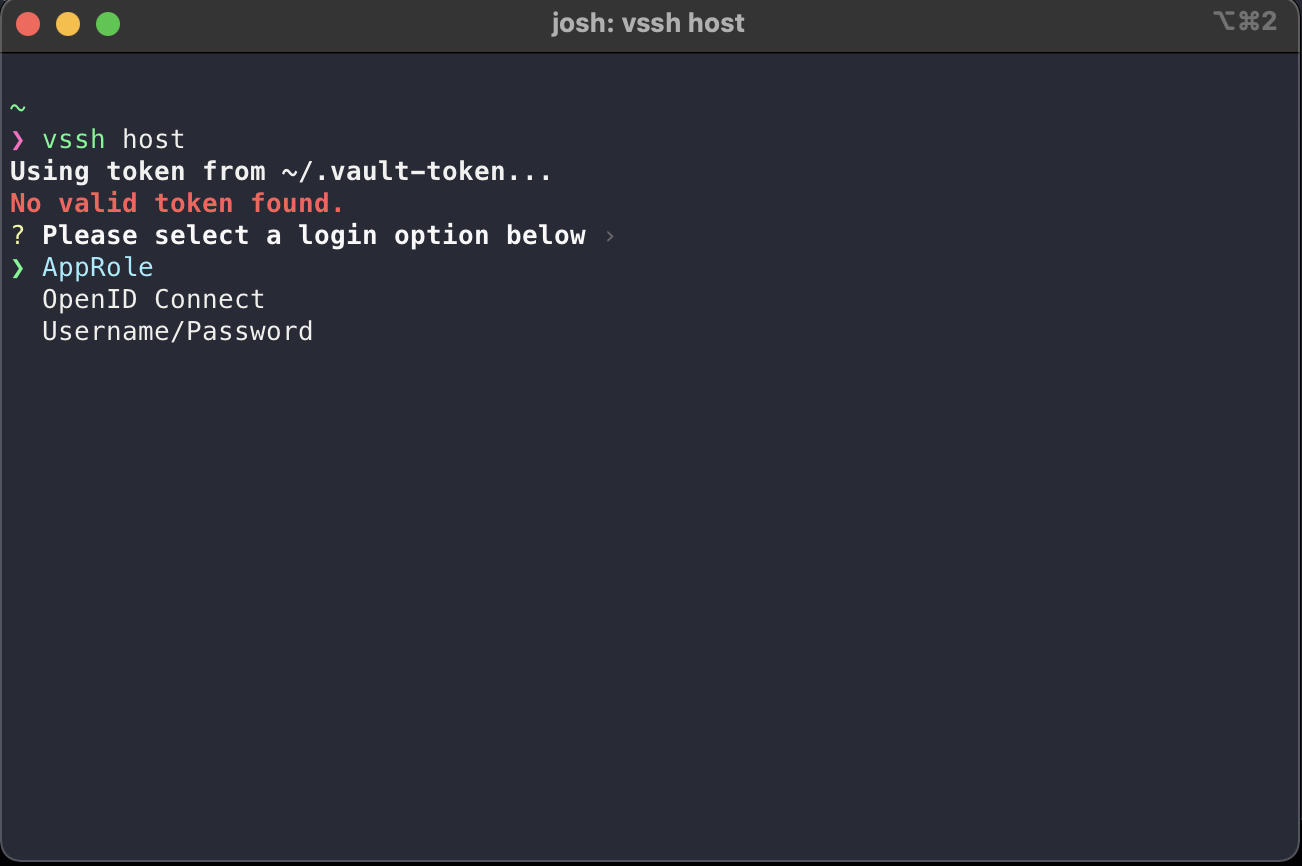 josh: vssh host
⌥⌘2
~
❯ vssh host
Using token from ~/.vault-token...
No valid token found.
? Please select a login option below ›
❯ AppRole
OpenID Connect
Username/Password